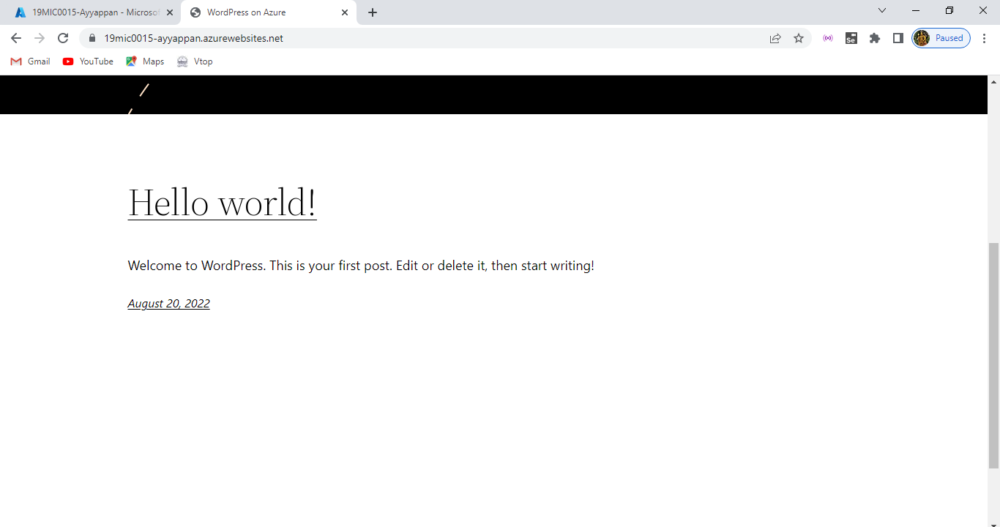 19MIC0015-Ayyappan - Microsof
WordPress on Azure
19mic0015-ayyappan.azurewebsites.net
Se
Paused
Gmail
YouTube
Maps
Vtop
Hello world!
Welcome to WordPress. This is your first post. Edit or delete it, then start writing!
August 20, 2022